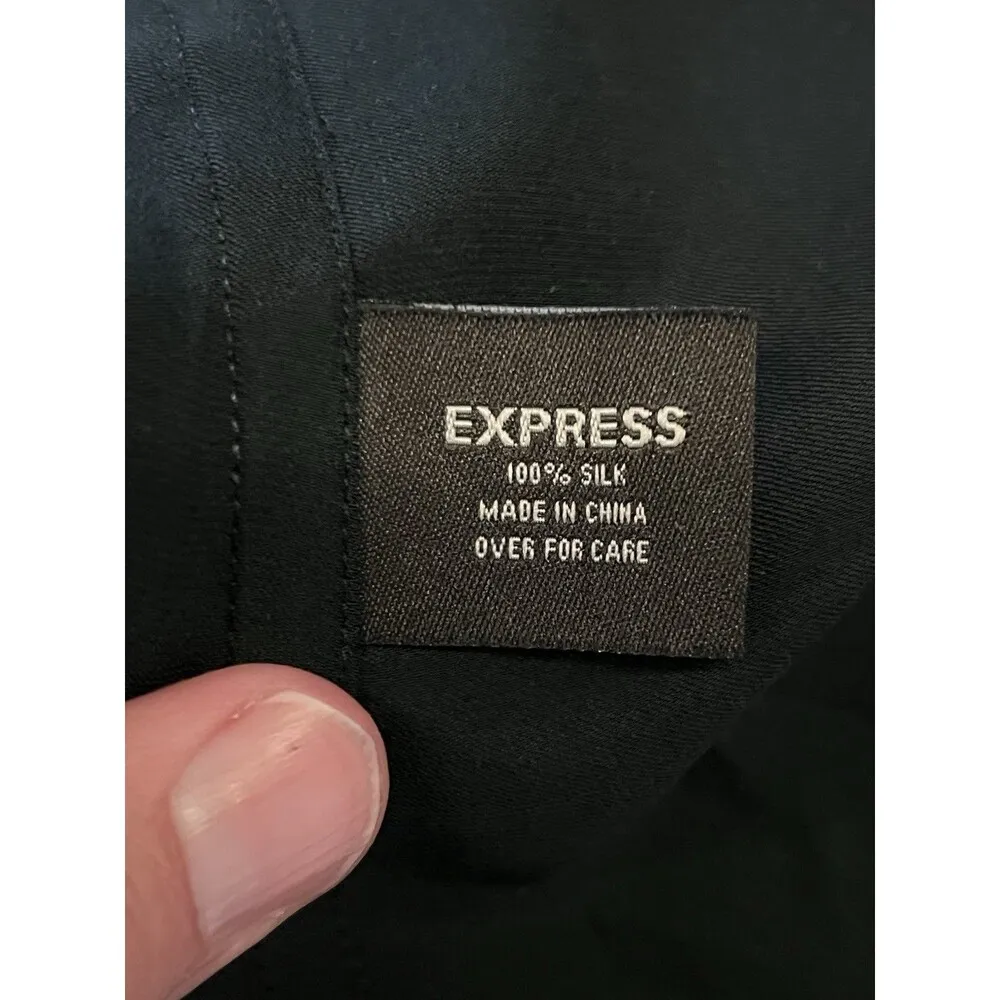 EXPRESS
100% SILK
MADE IN CHINA
OVER FOR CARE